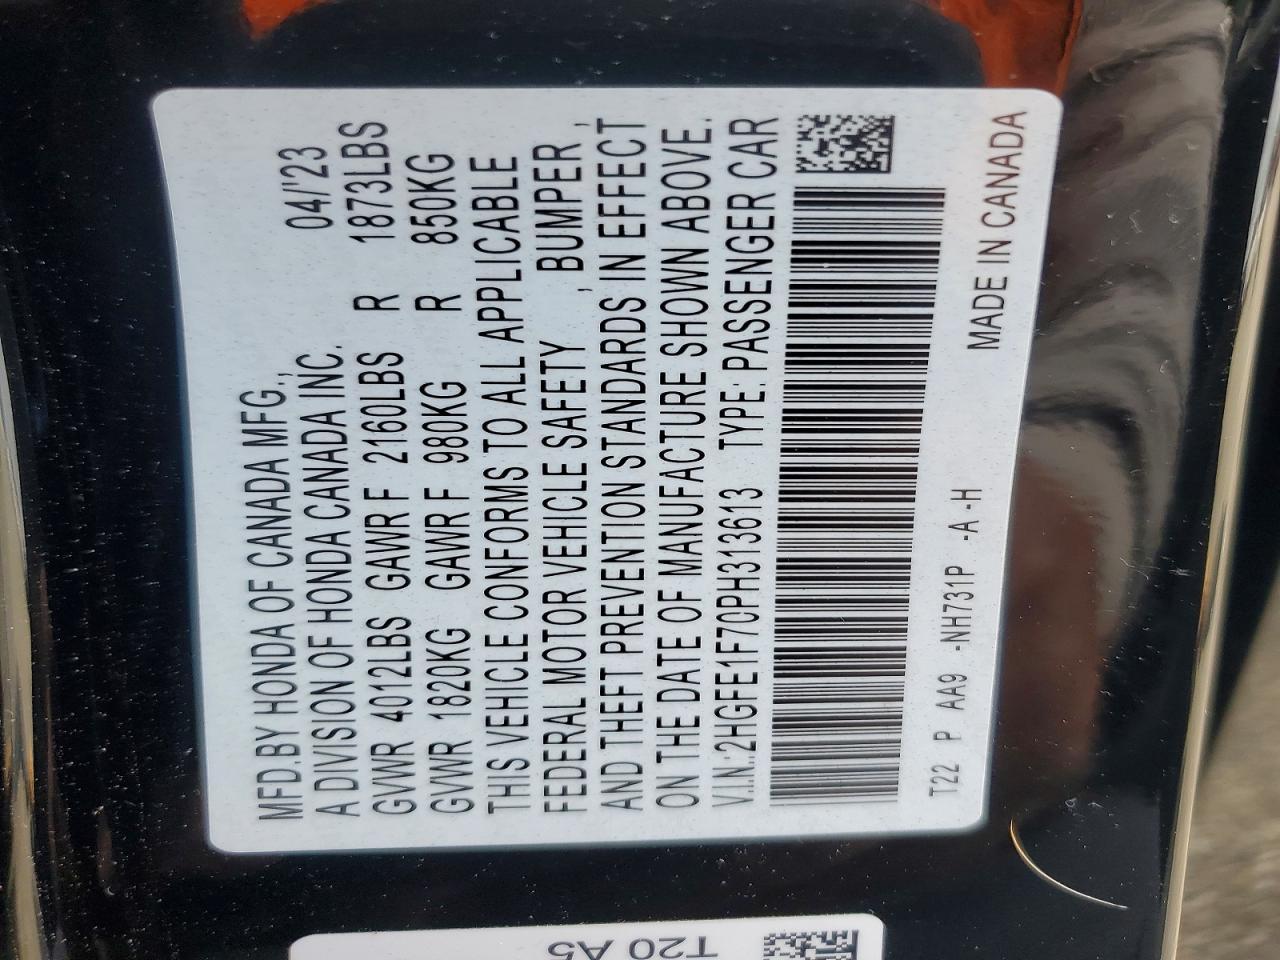 MFD.BY HONDA OF CANADA MFG.,
A DIVISION OF HONDA CANADA INC. 04/'23
GVWR 4012LBS GAWR F 2160LBS R 1873LBS
GVWR 1820KG GAWR F 980KG R 850KG
THIS VEHICLE CONFORMS TO ALL APPLICABLE
FEDERAL MOTOR VEHICLE SAFETY , BUMPER ,
AND THEFT PREVENTION STANDARDS IN EFFECT
ON THE DATE OF MANUFACTURE SHOWN ABOVE.
V.I.N.:2HGFE1F70PH313613 TYPE: PASSENGER CAR
T22 P AA9 -NH731P -A -H
MADE IN CANADA
T20 A5